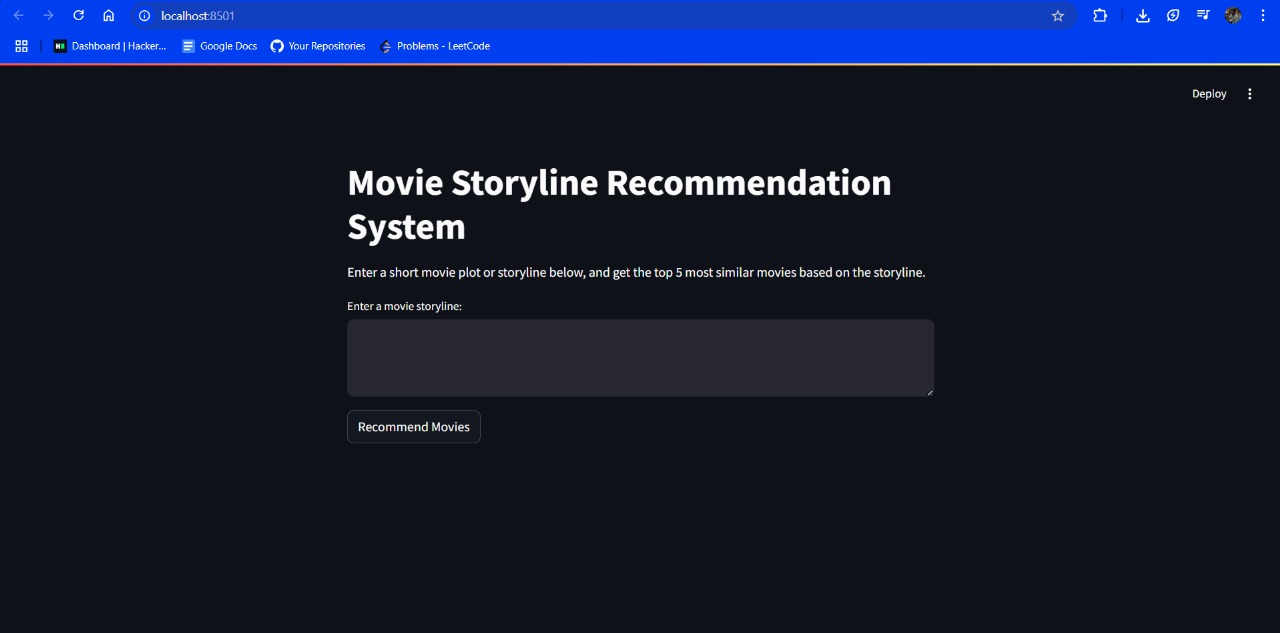 localhost:8501
Dashboard | Hacker... Google Docs Your Repositories Problems - LeetCode
Deploy
Movie Storyline Recommendation
System
Enter a short movie plot or storyline below, and get the top 5 most similar movies based on the storyline.
Enter a movie storyline:
Recommend Movies